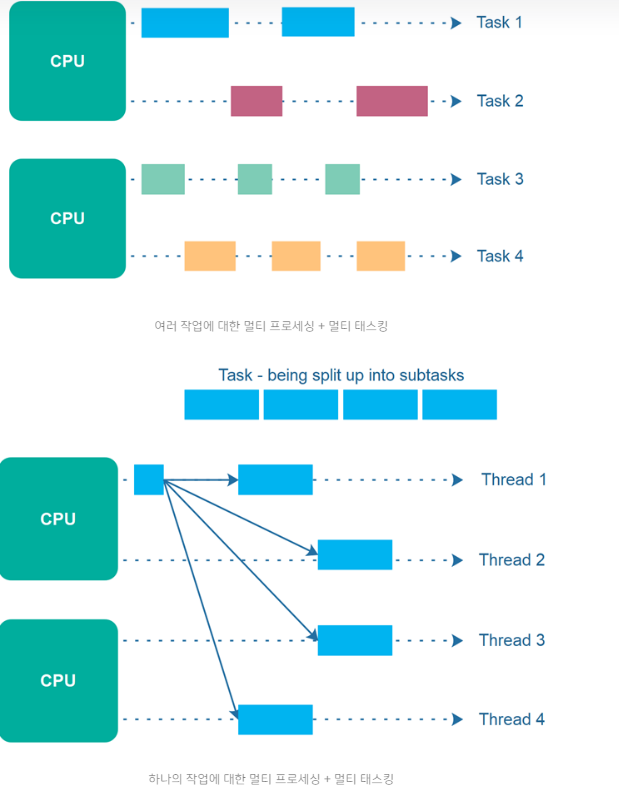 CPU
Task 1
Task 2
CPU
Task 3
Task 4
여러 작업에 대한 멀티 프로세싱 + 멀티 태스킹
Task - being split up into subtasks
CPU
Thread 1
Thread 2
CPU
Thread 3
Thread 4
하나의 작업에 대한 멀티 프로세싱 + 멀티 태스킹